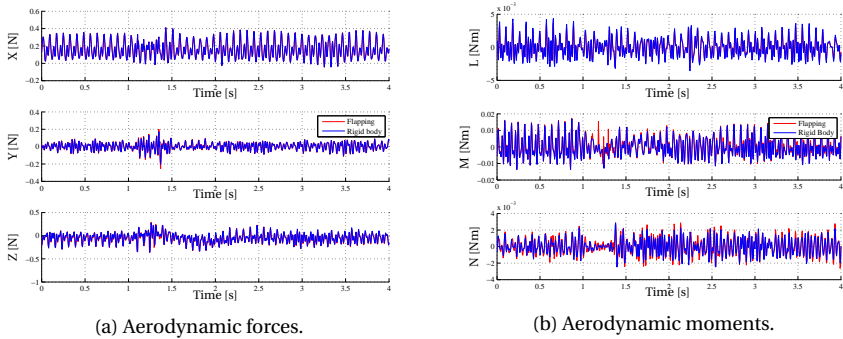 0.6
0.4
0.2
0
−0.2
X [N]
0 0.5 1 1.5 2 2.5 3 3.5 4
Time [s]
0.4
0.2
0
−0.2
−0.4
Y [N]
Flapping
Rigid body
0 0.5 1 1.5 2 2.5 3 3.5 4
Time [s]
0.5
0
−0.5
−1
Z [N]
0 0.5 1 1.5 2 2.5 3 3.5 4
Time [s]
(a) Aerodynamic forces.
x 10⁻³
5
0
−5
L [Nm]
0 0.5 1 1.5 2 2.5 3 3.5 4
Time [s]
0.02
0.01
0
−0.01
−0.02
M [Nm]
Flapping
Rigid Body
0 0.5 1 1.5 2 2.5 3 3.5 4
Time [s]
x 10⁻³
4
2
0
−2
−4
N [Nm]
0 0.5 1 1.5 2 2.5 3 3.5 4
Time [s]
(b) Aerodynamic moments.